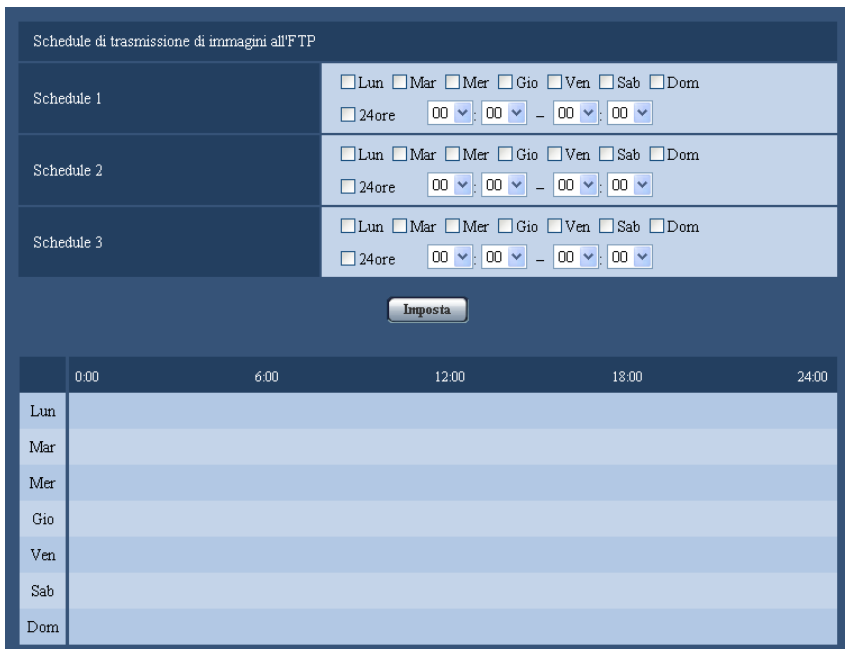 Schedule di trasmissione di immagini all'FTP
Schedule 1
Lun Mar Mer Gio Ven Sab Dom
24ore 00 : 00 – 00 : 00
Schedule 2
Lun Mar Mer Gio Ven Sab Dom
24ore 00 : 00 – 00 : 00
Schedule 3
Lun Mar Mer Gio Ven Sab Dom
24ore 00 : 00 – 00 : 00
Imposta
0:00 6:00 12:00 18:00 24:00
Lun
Mar
Mer
Gio
Ven
Sab
Dom